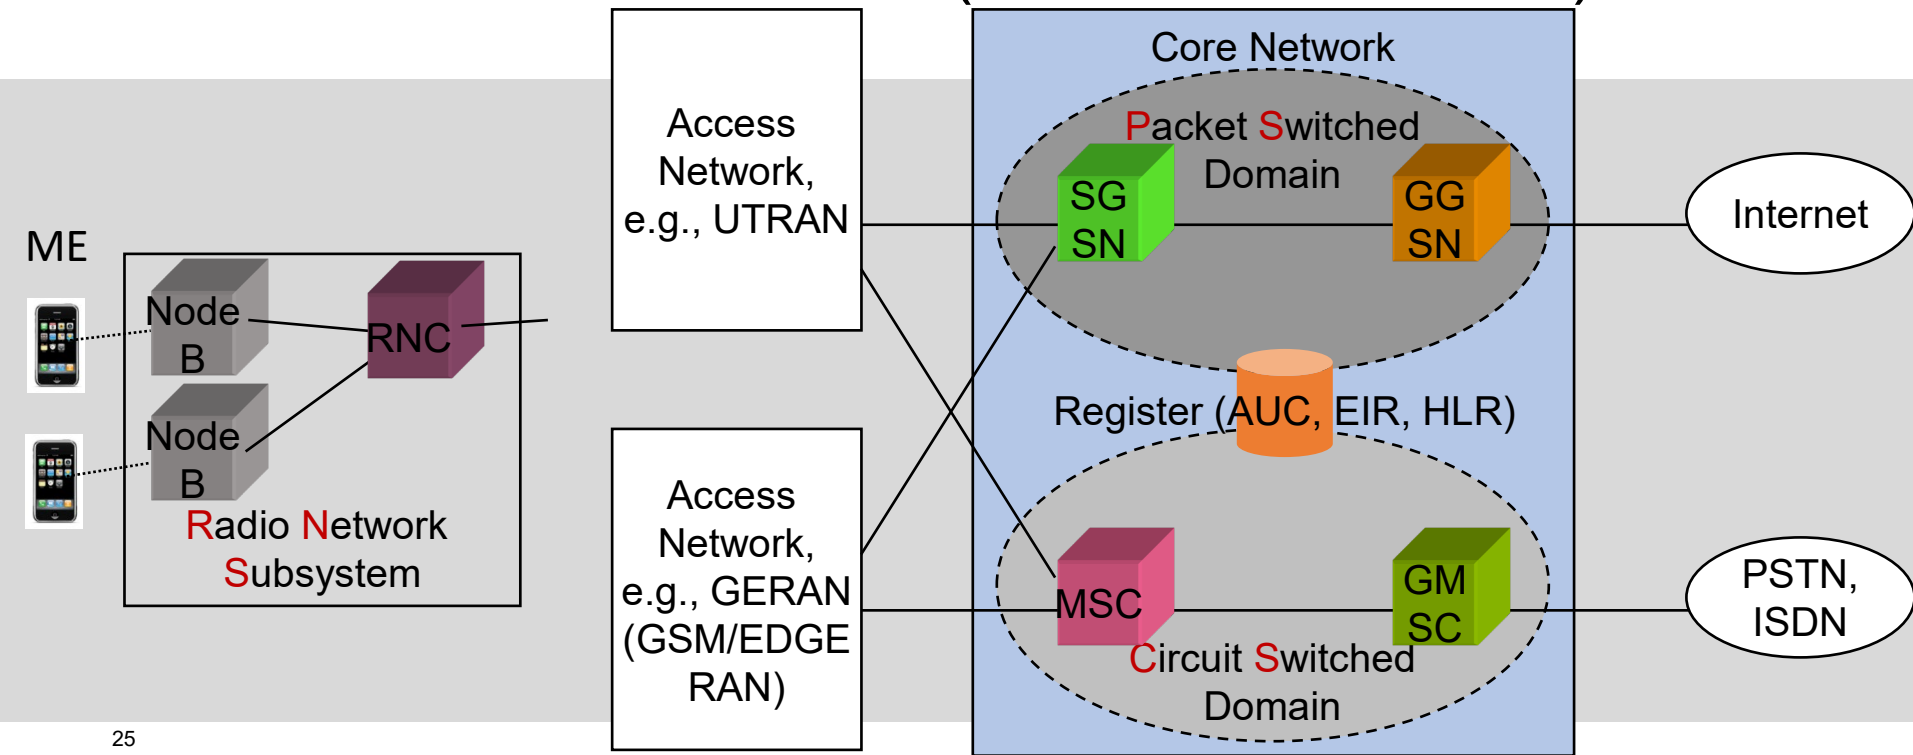 Core Network
Access
Network,
e.g., UTRAN
Packet Switched
Domain
SG
SN
GG
SN
Internet
ME
Node
B
RNC
Node
B
Radio Network
Subsystem
Register (AUC, EIR, HLR)
Access
Network,
e.g., GERAN
(GSM/EDGE
RAN)
MSC
GM
SC
Circuit Switched
Domain
PSTN,
ISDN
25